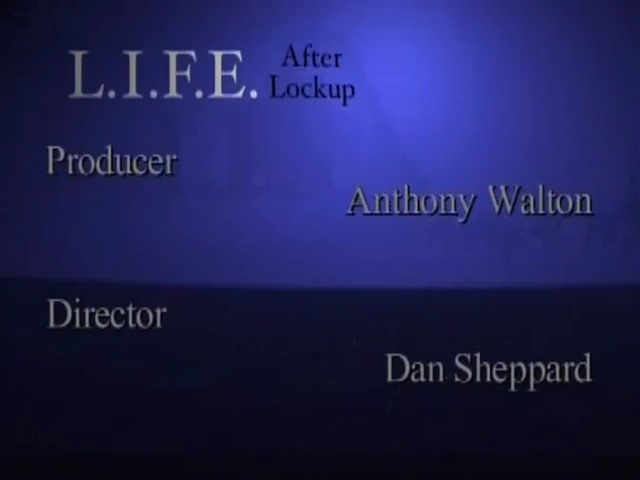 L.I.F.E. After Lockup
Producer
Anthony Walton
Director
Dan Sheppard